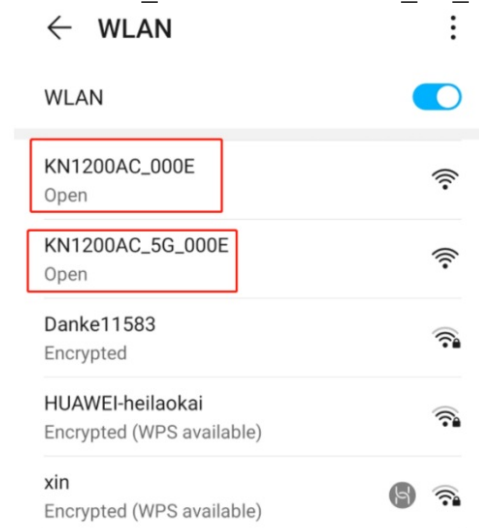 WLAN
WLAN
KN1200AC_000E
Open
KN1200AC_5G_000E
Open
Danke11583
Encrypted
HUAWEI-heilaokai
Encrypted (WPS available)
xin
Encrypted (WPS available)